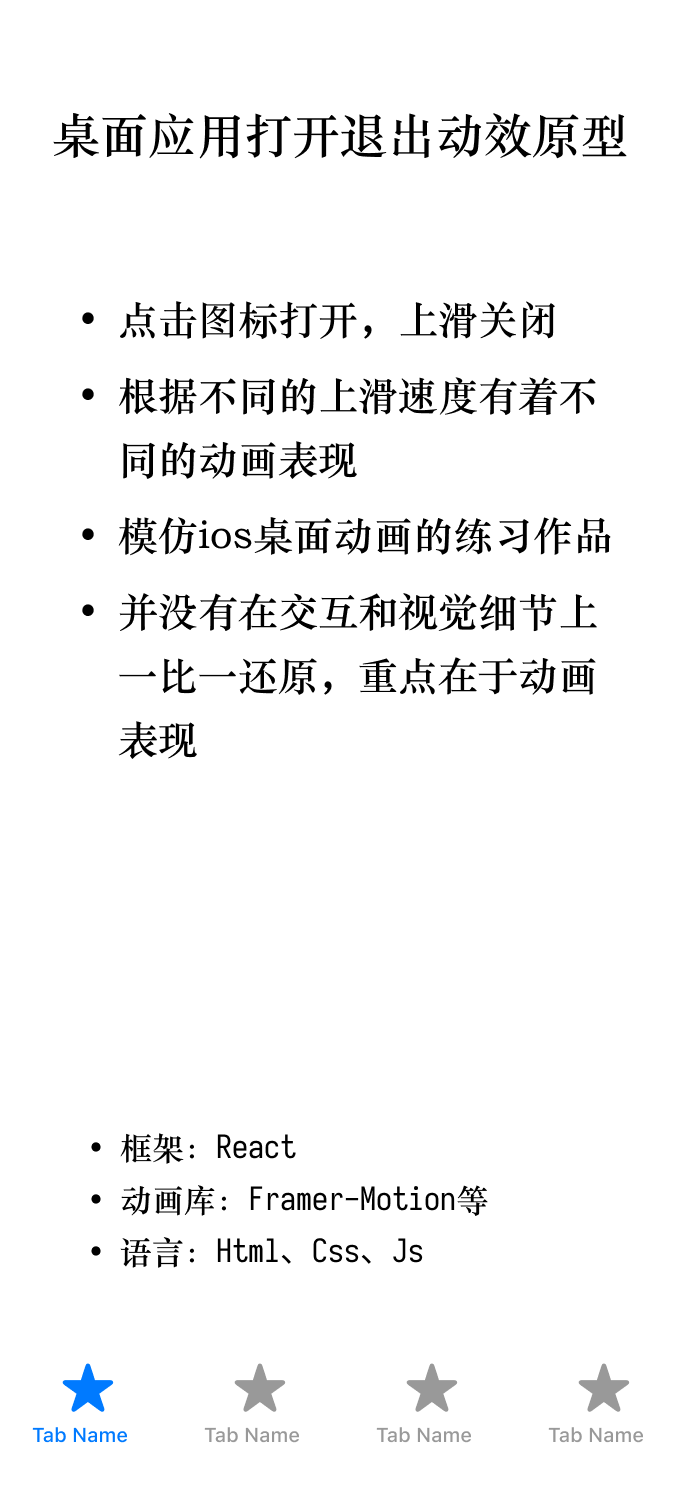 桌面应用打开退出动效原型
• 点击图标打开，上滑关闭
• 根据不同的上滑速度有着不
同的动画表现
• 模仿ios桌面动画的练习作品
• 并没有在交互和视觉细节上
一比一还原，重点在于动画
表现
• 框架：React
• 动画库：Framer-Motion等
• 语言：Html、Css、Js
Tab Name Tab Name Tab Name Tab Name